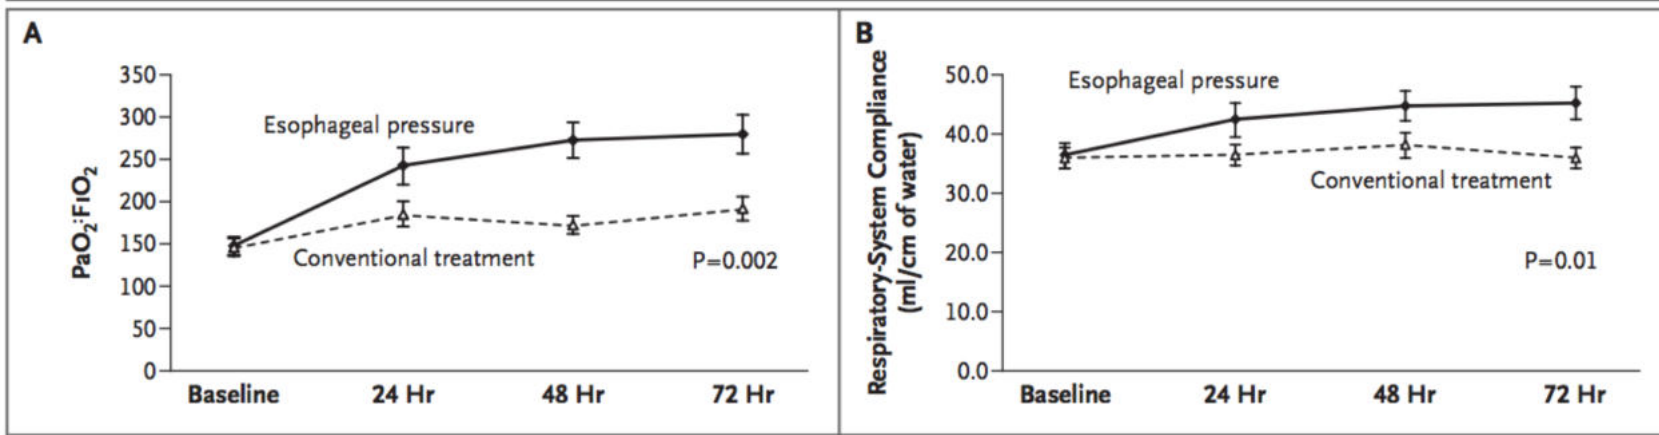 A
PaO2:FIO2
350
300
250
200
150
100
50
0
Esophageal pressure
Conventional treatment
P=0.002
Baseline
24 Hr
48 Hr
72 Hr
B
Respiratory-System Compliance
(ml/cm of water)
50.0
40.0
30.0
20.0
10.0
0.0
Esophageal pressure
Conventional treatment
P=0.01
Baseline
24 Hr
48 Hr
72 Hr